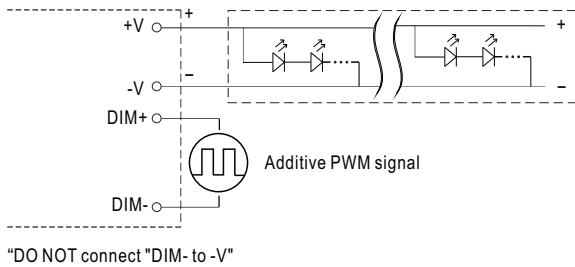 +V
+
+
-V
–
–
DIM+
Additive PWM signal
DIM-
“DO NOT connect "DIM- to -V"